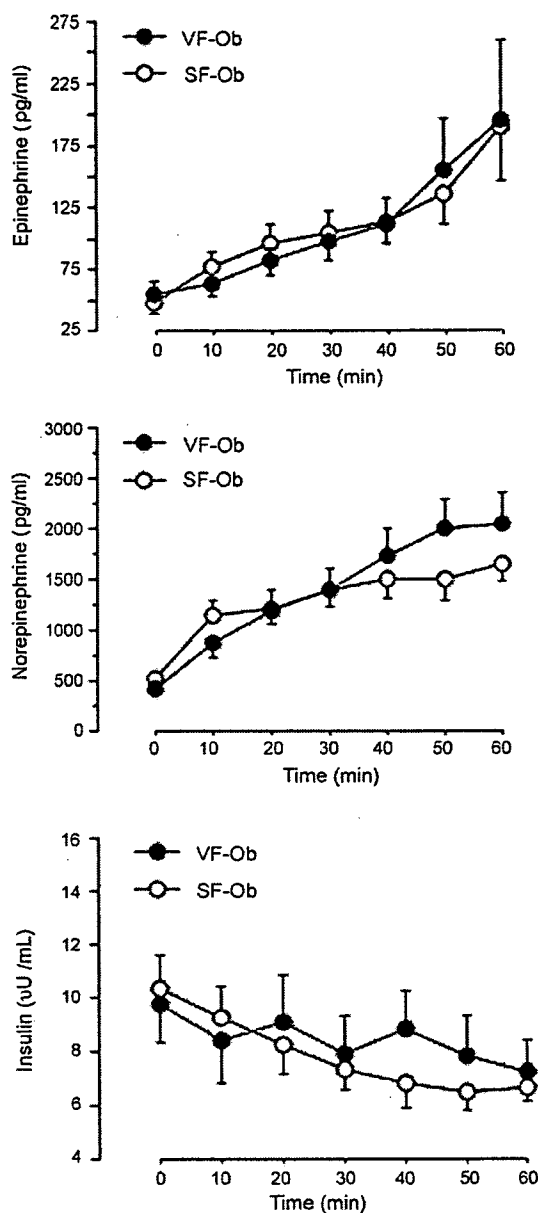 275
225
175
125
75
25
Epinephrine (pg/ml)
VF-Ob
SF-Ob
0 10 20 30 40 50 60
Time (min)
3000
2500
2000
1500
1000
500
0
Norepinephrine (pg/ml)
VF-Ob
SF-Ob
0 10 20 30 40 50 60
Time (min)
16
14
12
10
8
6
4
Insulin (υU /mL)
VF-Ob
SF-Ob
0 10 20 30 40 50 60
Time (min)